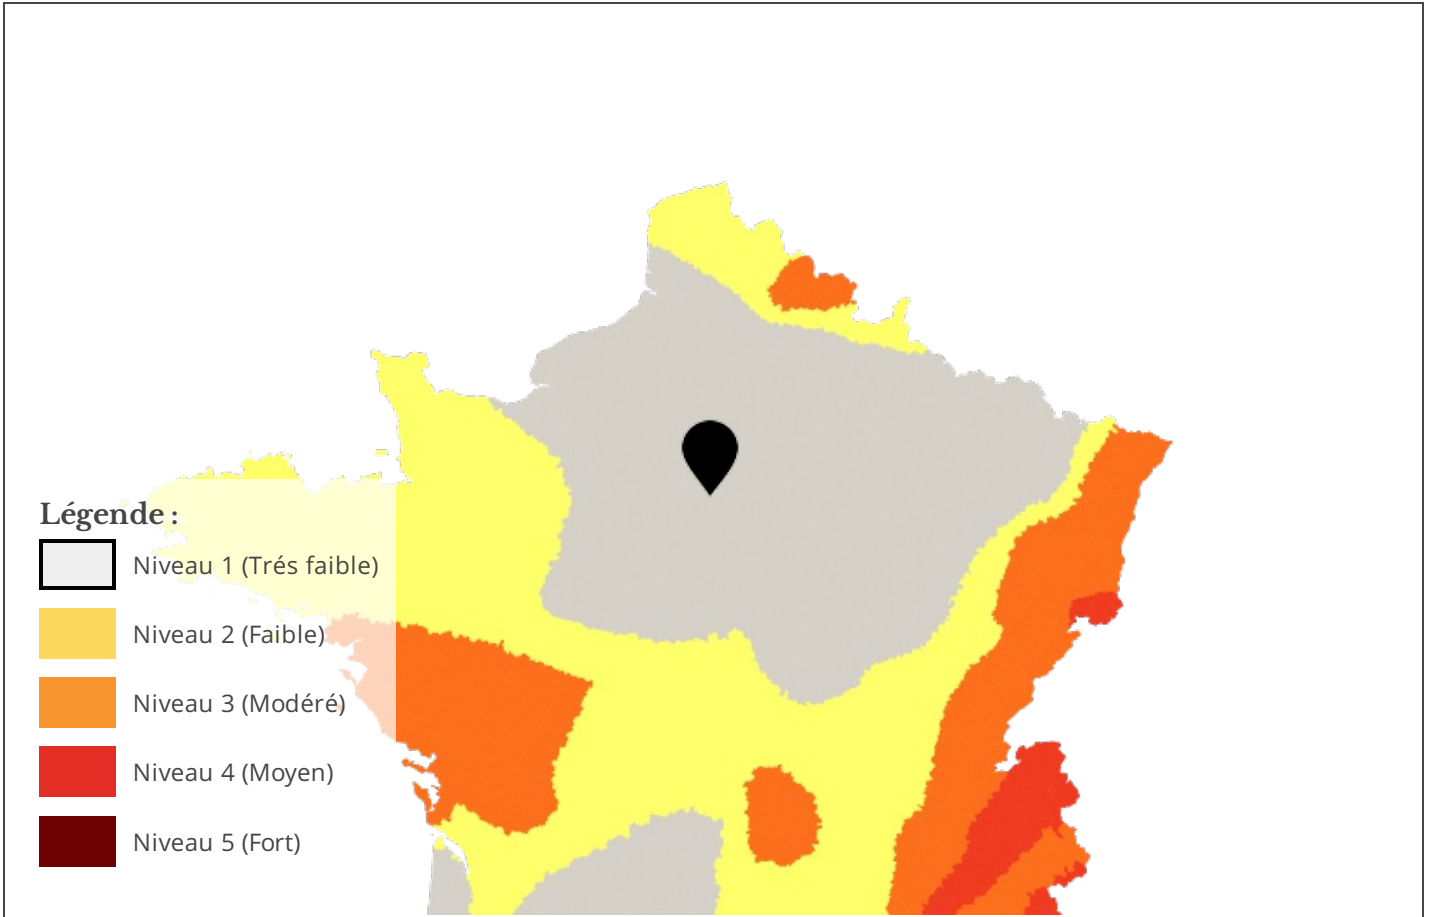 Légende :
Niveau 1 (Trés faible)
Niveau 2 (Faible)
Niveau 3 (Modéré)
Niveau 4 (Moyen)
Niveau 5 (Fort)